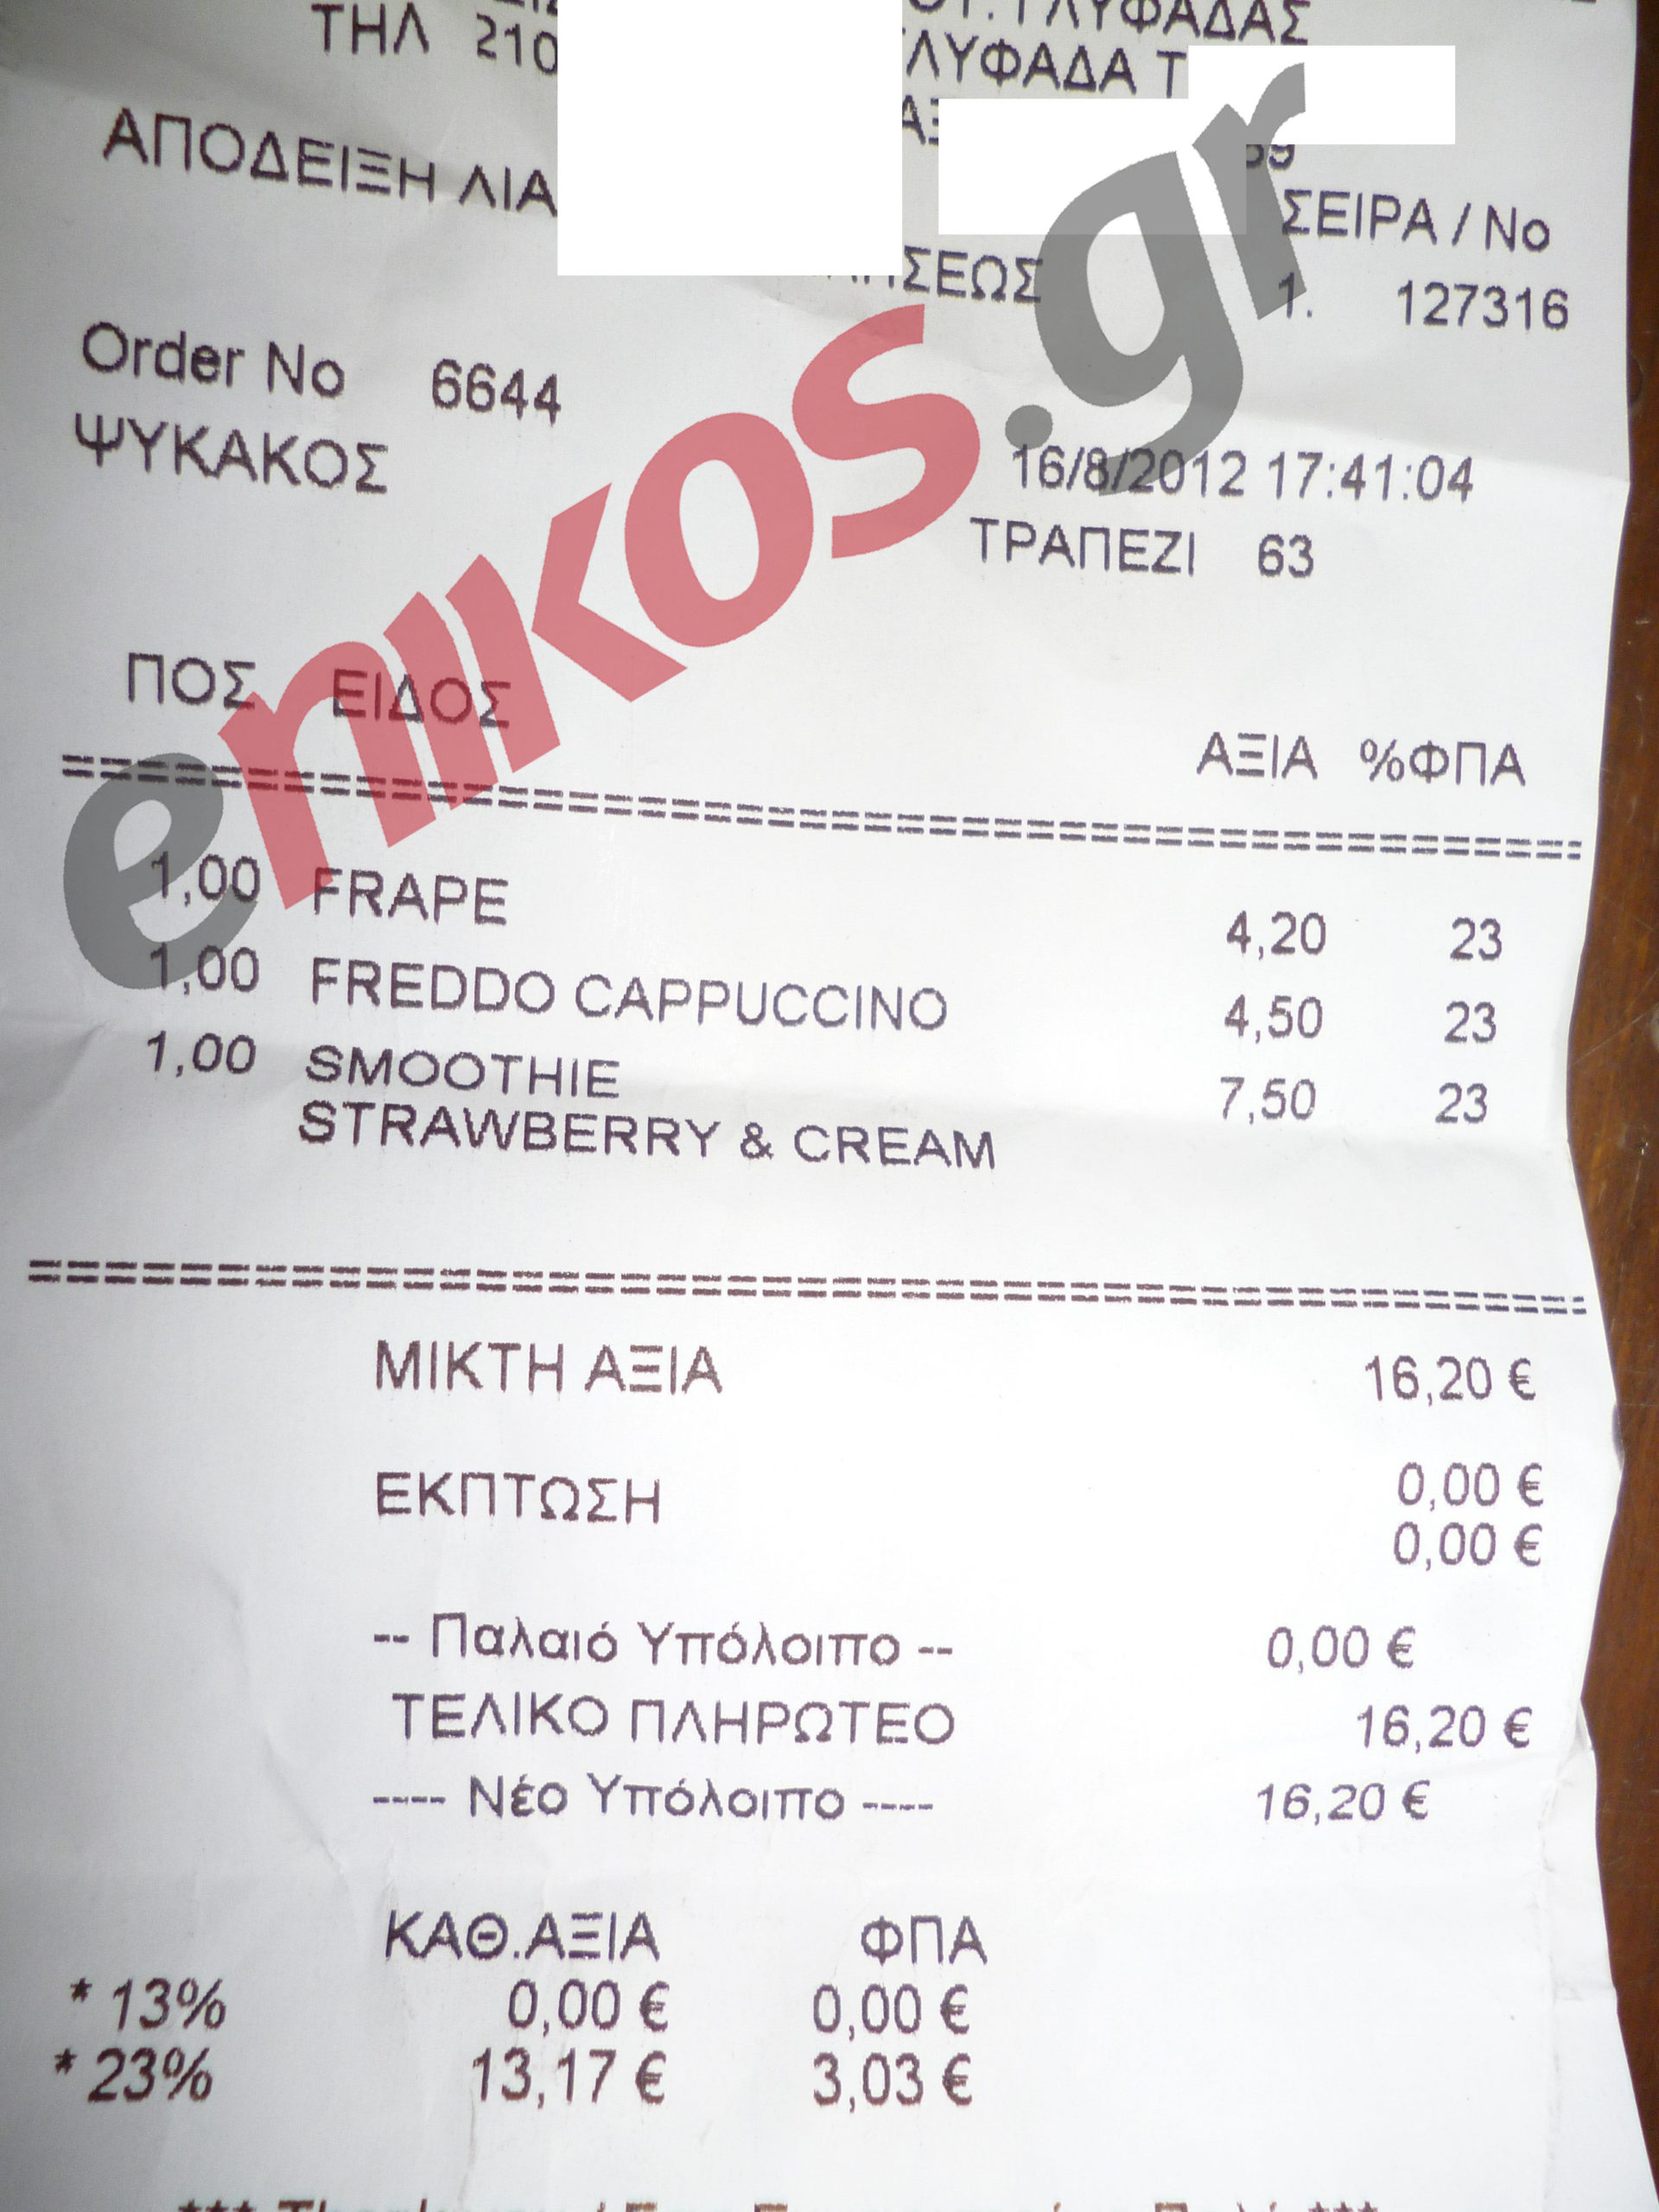 ΤΗΛ 210
ΓΛΥΦΑΔΑΣ
ΓΛΥΦΑΔΑ Τ
ΑΠΟΔΕΙΞΗ ΛΙΑ
ΣΕΙΡΑ / Νο
1. 127316
Order No 6644
ΨΥΚΑΚΟΣ
16/8/2012 17:41:04
ΤΡΑΠΕΖΙ 63
enikos.gr
ΠΟΣ ΕΙΔΟΣ ΑΞΙΑ %ΦΠΑ
1,00 FRAPE 4,20 23
1,00 FREDDO CAPPUCCINO 4,50 23
1,00 SMOOTHIE 7,50 23
STRAWBERRY & CREAM
ΜΙΚΤΗ ΑΞΙΑ 16,20 €
ΕΚΠΤΩΣΗ 0,00 €
0,00 €
-- Παλαιό Υπόλοιπο -- 0,00 €
ΤΕΛΙΚΟ ΠΛΗΡΩΤΕΟ 16,20 €
---- Νέο Υπόλοιπο ---- 16,20 €
ΚΑΘ.ΑΞΙΑ ΦΠΑ
* 13% 0,00 € 0,00 €
* 23% 13,17 € 3,03 €